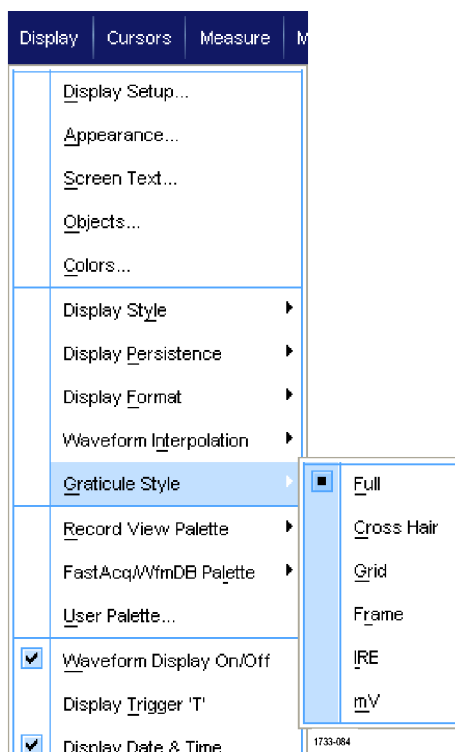 Display Cursors Measure M
Display Setup...
Appearance...
Screen Text...
Objects...
Colors...
Display Style
Display Persistence
Display Format
Waveform Interpolation
Graticule Style
Full
Cross Hair
Grid
Frame
IRE
mV
Record View Palette
FastAcq/WfmDB Palette
User Palette...
Waveform Display On/Off
Display Trigger 'T'
Display Date & Time
1733-084